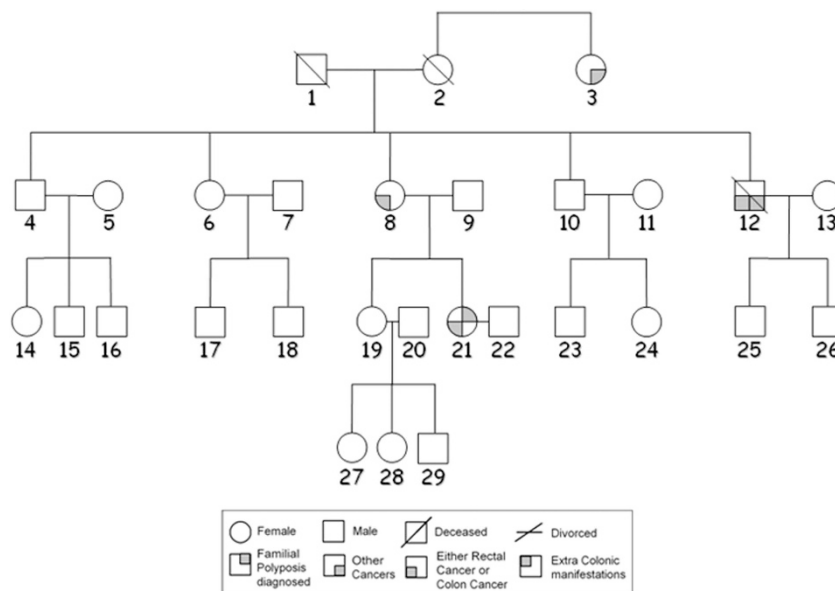 1 2 3
4 5 6 7 8 9 10 11 12 13
14 15 16 17 18 19 20 21 22 23 24 25 26
27 28 29
Female Male Deceased Divorced
Familial Polyposis diagnosed
Other Cancers
Either Rectal Cancer or Colon Cancer
Extra Colonic manifestations